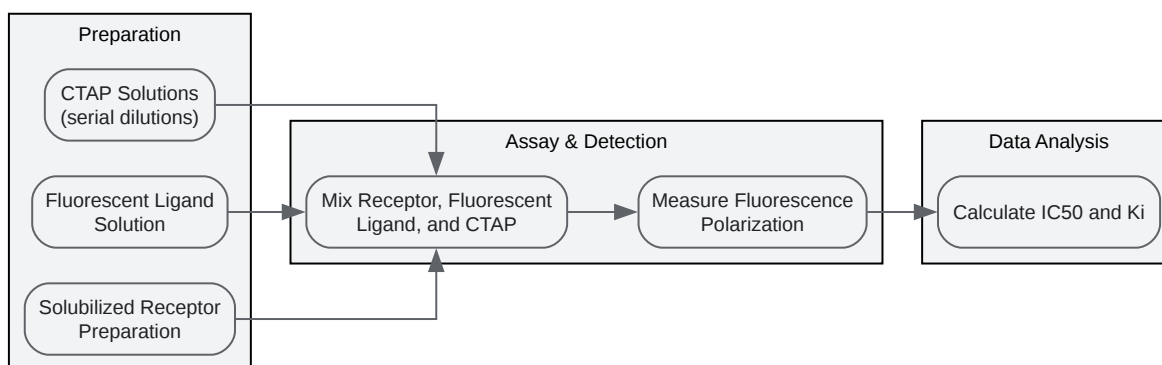 Preparation
CTAP Solutions
(serial dilutions)
Fluorescent Ligand
Solution
Solubilized Receptor
Preparation
Assay & Detection
Mix Receptor, Fluorescent
Ligand, and CTAP
Measure Fluorescence
Polarization
Data Analysis
Calculate IC50 and Ki